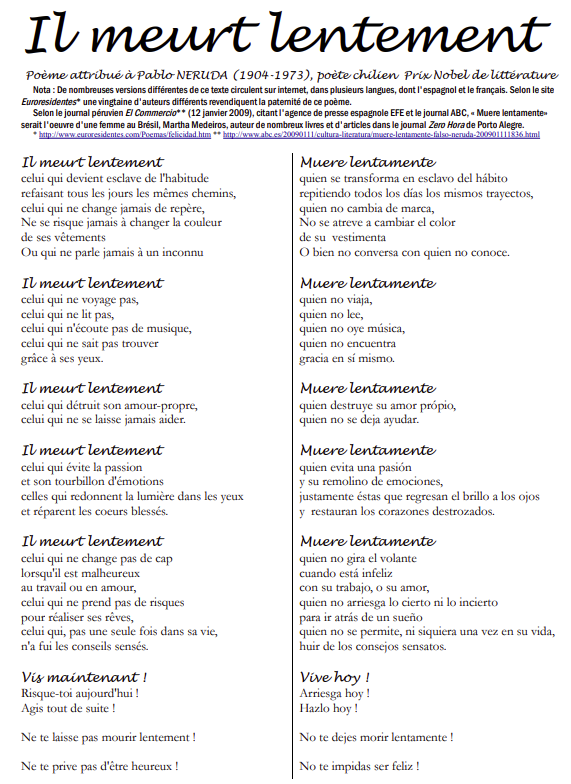 Il meurt lentement
Poème attribué à Pablo NERUDA (1904-1973), poète chilien Prix Nobel de littérature
Nota : De nombreuses versions différentes de ce texte circulent sur internet, dans plusieurs langues, dont l'espagnol et le français. Selon le site
Euroresidentes* une vingtaine d'auteurs différents revendiquent la paternité de ce poème.
Selon le journal péruvien El Commercio** (12 janvier 2009), citant l'agence de presse espagnole EFE et le journal ABC, « Muere lentamente»
serait l'oeuvre d'une femme au Brésil, Martha Medeiros, auteur de nombreux livres et d'articles dans le journal Zero Hora de Porto Alegre.
* http://www.euroresidentes.com/Poemas/felicidad.htm ** http://www.abc.es/20090111/cultura-literatura/muere-lentamente-falso-neruda-200901111836.html
Il meurt lentement
celui qui devient esclave de l'habitude
refaisant tous les jours les mêmes chemins,
celui qui ne change jamais de repère,
Ne se risque jamais à changer la couleur
de ses vêtements
Ou qui ne parle jamais à un inconnu
Il meurt lentement
celui qui ne voyage pas,
celui qui ne lit pas,
celui qui n'écoute pas de musique,
celui qui ne sait pas trouver
grâce à ses yeux.
Il meurt lentement
celui qui détruit son amour-propre,
celui qui ne se laisse jamais aider.
Il meurt lentement
celui qui évite la passion
et son tourbillon d'émotions
celles qui redonnent la lumière dans les yeux
et réparent les coeurs blessés.
Il meurt lentement
celui qui ne change pas de cap
lorsqu'il est malheureux
au travail ou en amour,
celui qui ne prend pas de risques
pour réaliser ses rêves,
celui qui, pas une seule fois dans sa vie,
n'a fui les conseils sensés.
Vis maintenant !
Risque-toi aujourd'hui !
Agis tout de suite !
Ne te laisse pas mourir lentement !
Ne te prive pas d'être heureux !
Muere lentamente
quien se transforma en esclavo del hábito
repitiendo todos los días los mismos trayectos,
quien no cambia de marca,
No se atreve a cambiar el color
de su vestimenta
O bien no conversa con quien no conoce.
Muere lentamente
quien no viaja,
quien no lee,
quien no oye música,
quien no encuentra
gracia en sí mismo.
Muere lentamente
quien destruye su amor própio,
quien no se deja ayudar.
Muere lentamente
quien evita una pasión
y su remolino de emociones,
justamente éstas que regresan el brillo a los ojos
y restauran los corazones destrozados.
Muere lentamente
quien no gira el volante
cuando está infeliz
con su trabajo, o su amor,
quien no arriesga lo cierto ni lo incierto
para ir atrás de un sueño
quien no se permite, ni siquiera una vez en su vida,
huir de los consejos sensatos.
Vive hoy !
Arriesga hoy !
Hazlo hoy !
No te dejes morir lentamente !
No te impidas ser feliz !